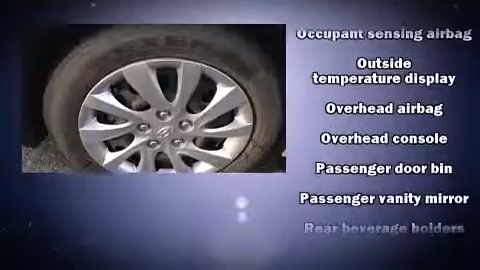 Occupant sensing airbag
Outside
temperature display
Overhead airbag
Overhead console
Passenger door bin
Passenger vanity mirror
Rear beverage holders